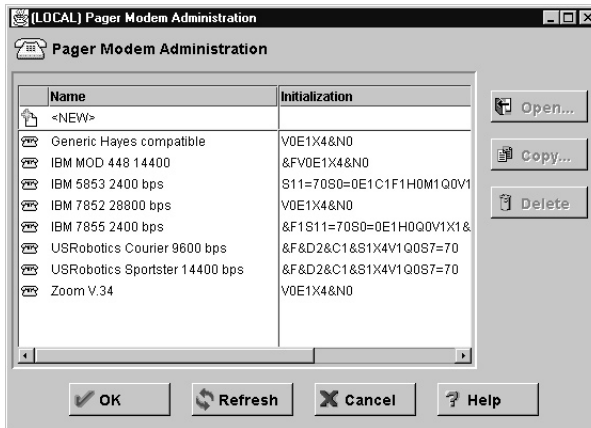 (LOCAL) Pager Modem Administration
Pager Modem Administration
Name Initialization
<NEW>
Generic Hayes compatible V0E1X4&N0
IBM MOD 448 14400 &FV0E1X4&N0
IBM 5853 2400 bps S11=70S0=0E1C1F1H0M1Q0V1
IBM 7852 28800 bps V0E1X4&N0
IBM 7855 2400 bps &F1S11=70S0=0E1H0Q0V1X1&
USRobotics Courier 9600 bps &F&D2&C1&S1X4V1Q0S7=70
USRobotics Sportster 14400 bps &F&D2&C1&S1X4V1Q0S7=70
Zoom V.34 V0E1X4&N0
Open...
Copy...
Delete
OK Refresh Cancel Help